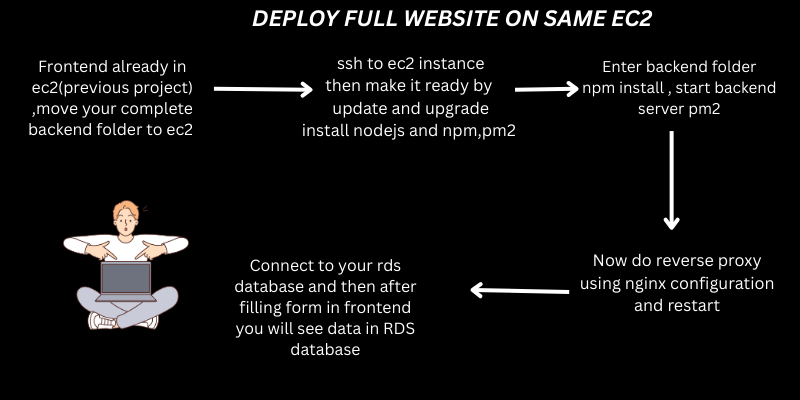 DEPLOY FULL WEBSITE ON SAME EC2
Frontend already in
ec2(previous project)
,move your complete
backend folder to ec2
ssh to ec2 instance
then make it ready by
update and upgrade
install nodejs and npm,pm2
Enter backend folder
npm install , start backend
server pm2
Now do reverse proxy
using nginx configuration
and restart
Connect to your rds
database and then after
filling form in frontend
you will see data in RDS
database